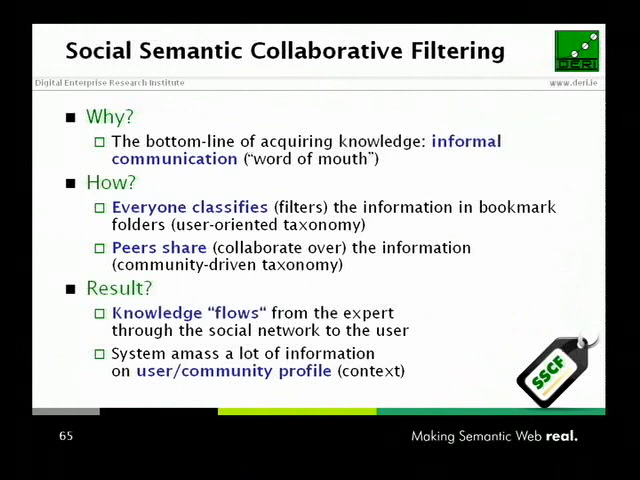 Social Semantic Collaborative Filtering
DERI
Digital Enterprise Research Institute
www.deri.ie
Why?
The bottom-line of acquiring knowledge: informal
communication ("word of mouth")
How?
Everyone classifies (filters) the information in bookmark
folders (user-oriented taxonomy)
Peers share (collaborate over) the information
(community-driven taxonomy)
Result?
Knowledge "flows" from the expert
through the social network to the user
System amass a lot of information
on user/community profile (context)
SSCF
65
Making Semantic Web real.